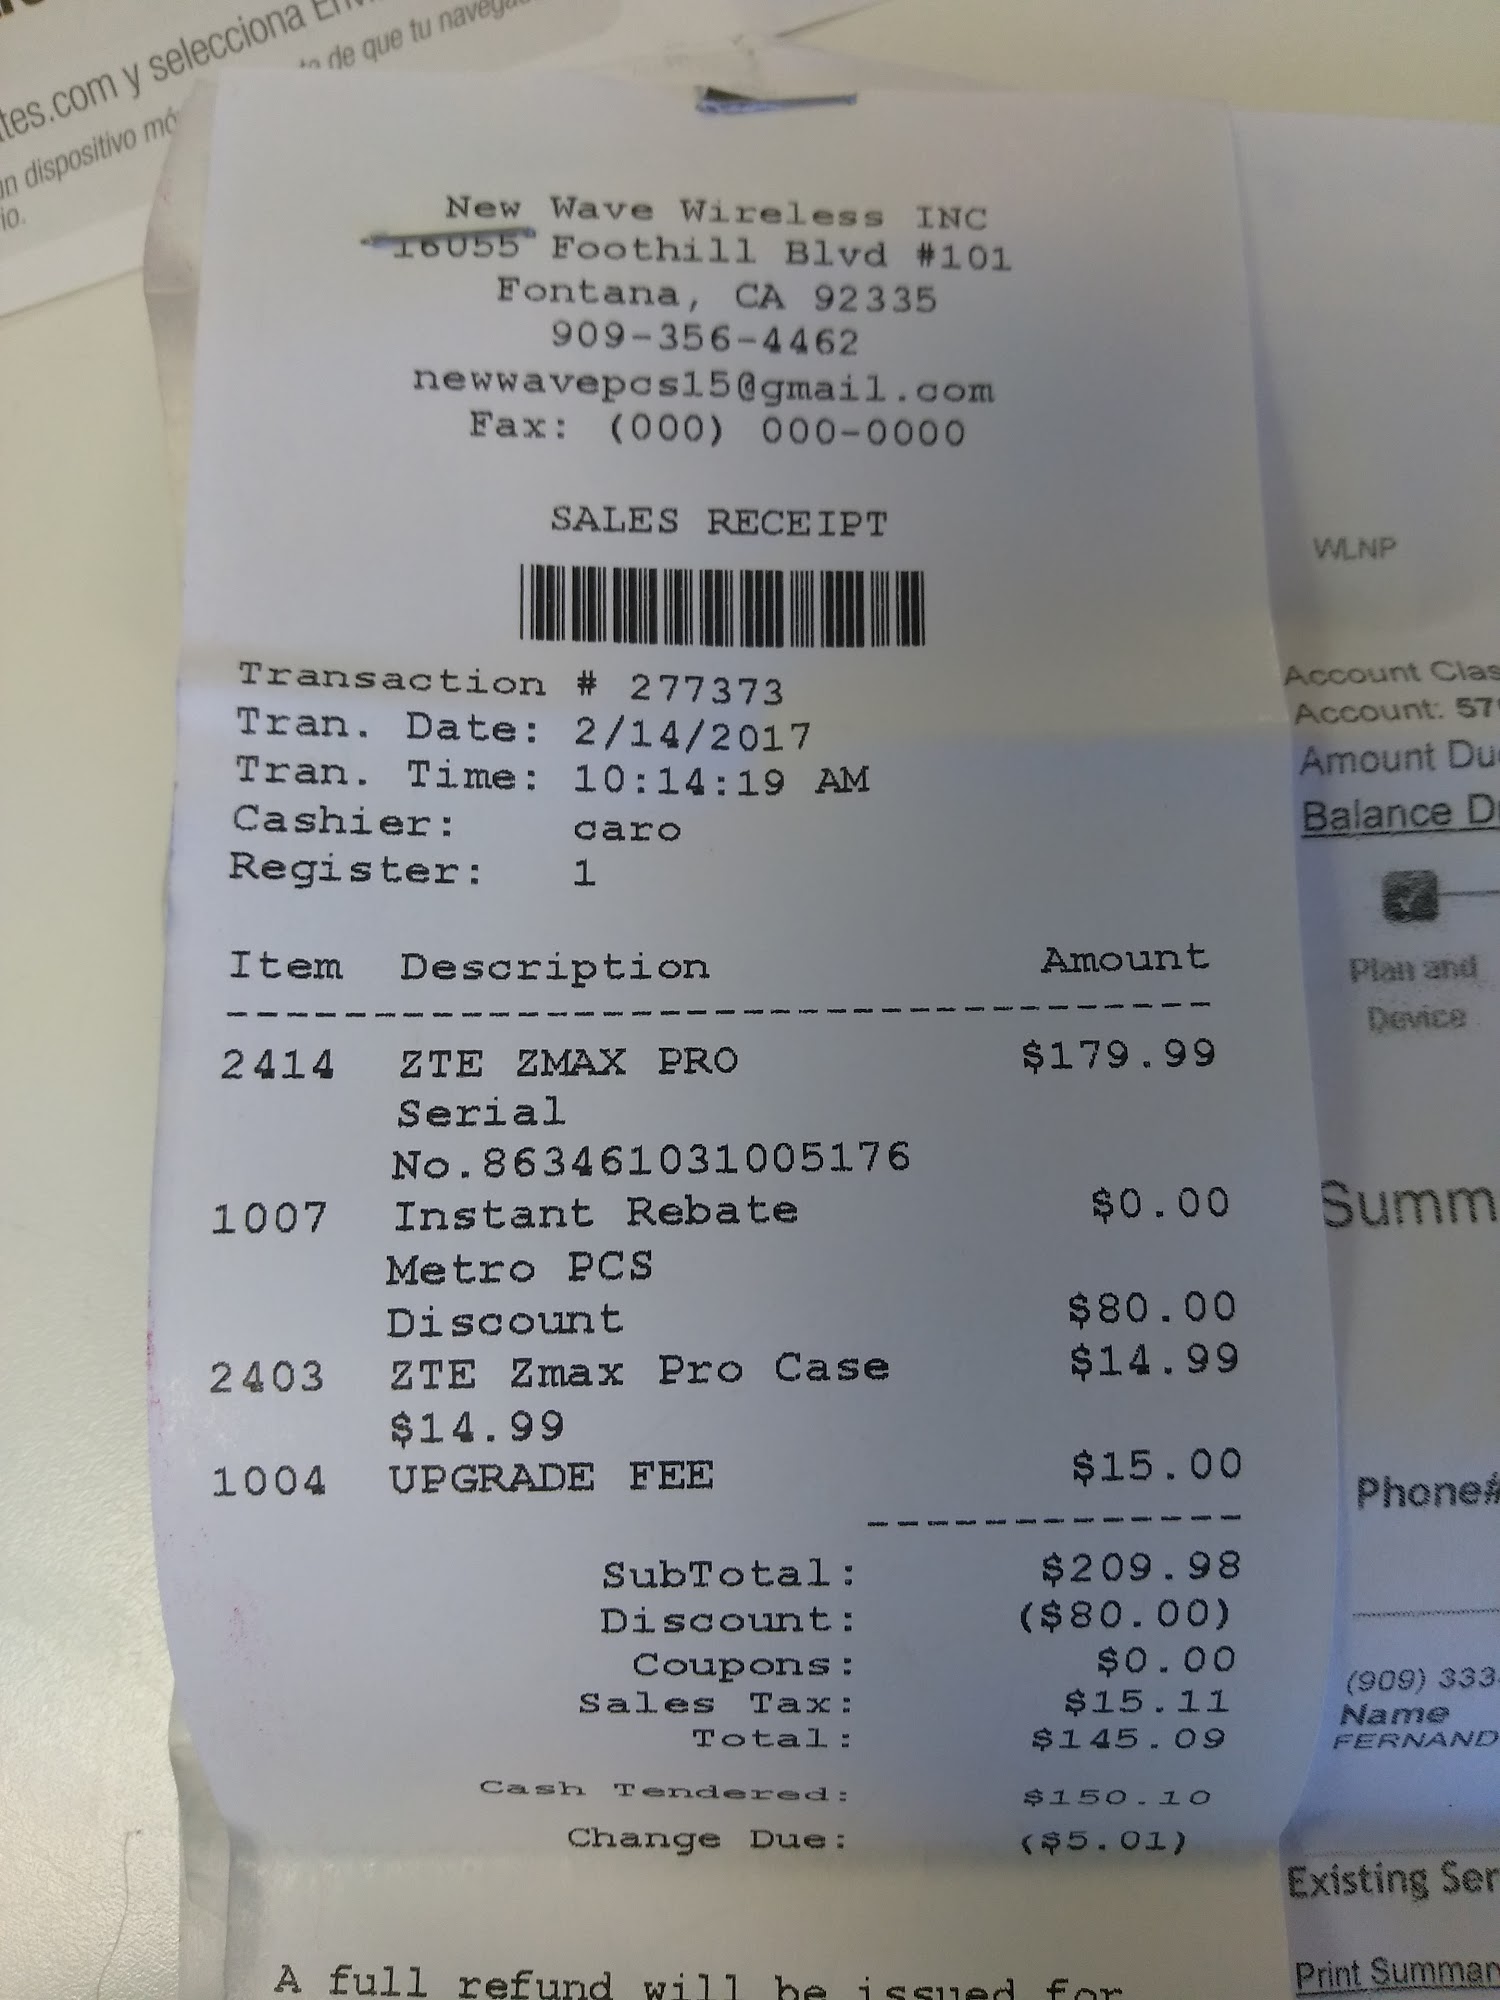 tes.com y selecciona
de que tu
un dispositivo
io.
New Wave Wireless INC
16055 Foothill Blvd #101
Fontana, CA 92335
909-356-4462
newwavepcs15@gmail.com
Fax: (000) 000-0000
SALES RECEIPT
Transaction # 277373
Tran. Date: 2/14/2017
Tran. Time: 10:14:19 AM
Cashier: caro
Register: 1
Item Description Amount
2414 ZTE ZMAX PRO $179.99
Serial
No.863461031005176
1007 Instant Rebate $0.00
Metro PCS
Discount $80.00
2403 ZTE Zmax Pro Case $14.99
$14.99
1004 UPGRADE FEE $15.00
SubTotal: $209.98
Discount: ($80.00)
Coupons: $0.00
Sales Tax: $15.11
Total: $145.09
Cash Tendered: $150.10
Change Due: ($5.01)
A full refund will be issued for
WLNP
Account Clas
Account: 57
Amount Du
Balance D
Plan and
Device
Summ
Phone#
(909) 333
Name
FERNAND
Existing Ser
Print Summar